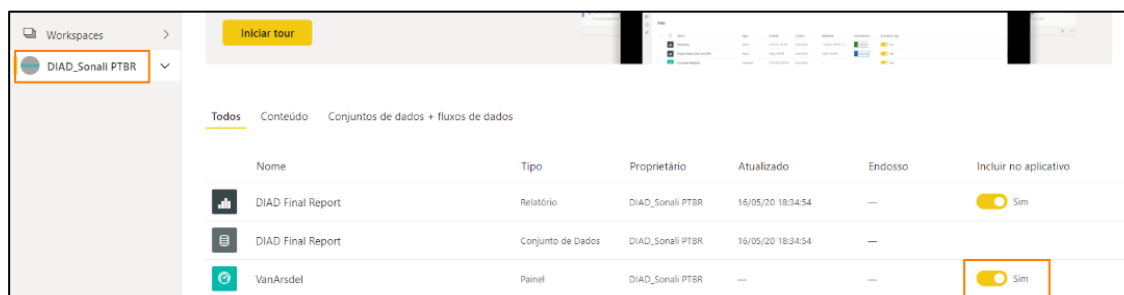 Workspaces
DIAD_Sonali PTBR
Iniciar tour
Todos Conteúdo Conjuntos de dados + fluxos de dados
Nome Tipo Proprietário Atualizado Endosso Incluir no aplicativo
DIAD Final Report Relatório DIAD_Sonali PTBR 16/05/20 18:34:54 — Sim
DIAD Final Report Conjunto de Dados DIAD_Sonali PTBR 16/05/20 18:34:54 —
VanArsdel Painel DIAD_Sonali PTBR — — Sim